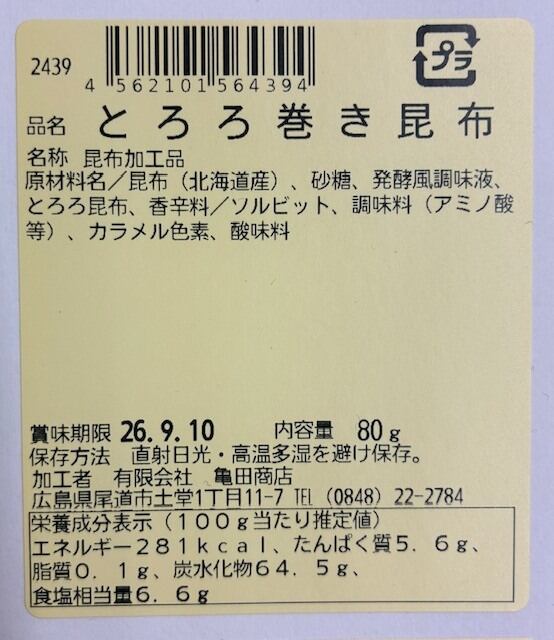 2439
4 562101 564394
プラ
品名 とろろ巻き昆布
名称 昆布加工品
原材料名／昆布（北海道産）、砂糖、発酵風調味液、
とろろ昆布、香辛料／ソルビット、調味料（アミノ酸
等）、カラメル色素、酸味料
賞味期限 26.9.10 内容量 80g
保存方法 直射日光・高温多湿を避け保存。
加工者 有限会社 亀田商店
広島県尾道市土堂1丁目11-7 TEL (0848) 22-2784
栄養成分表示（100g当たり推定値）
エネルギー281kcal、たんぱく質5.6g、
脂質0.1g、炭水化物64.5g、
食塩相当量6.6g